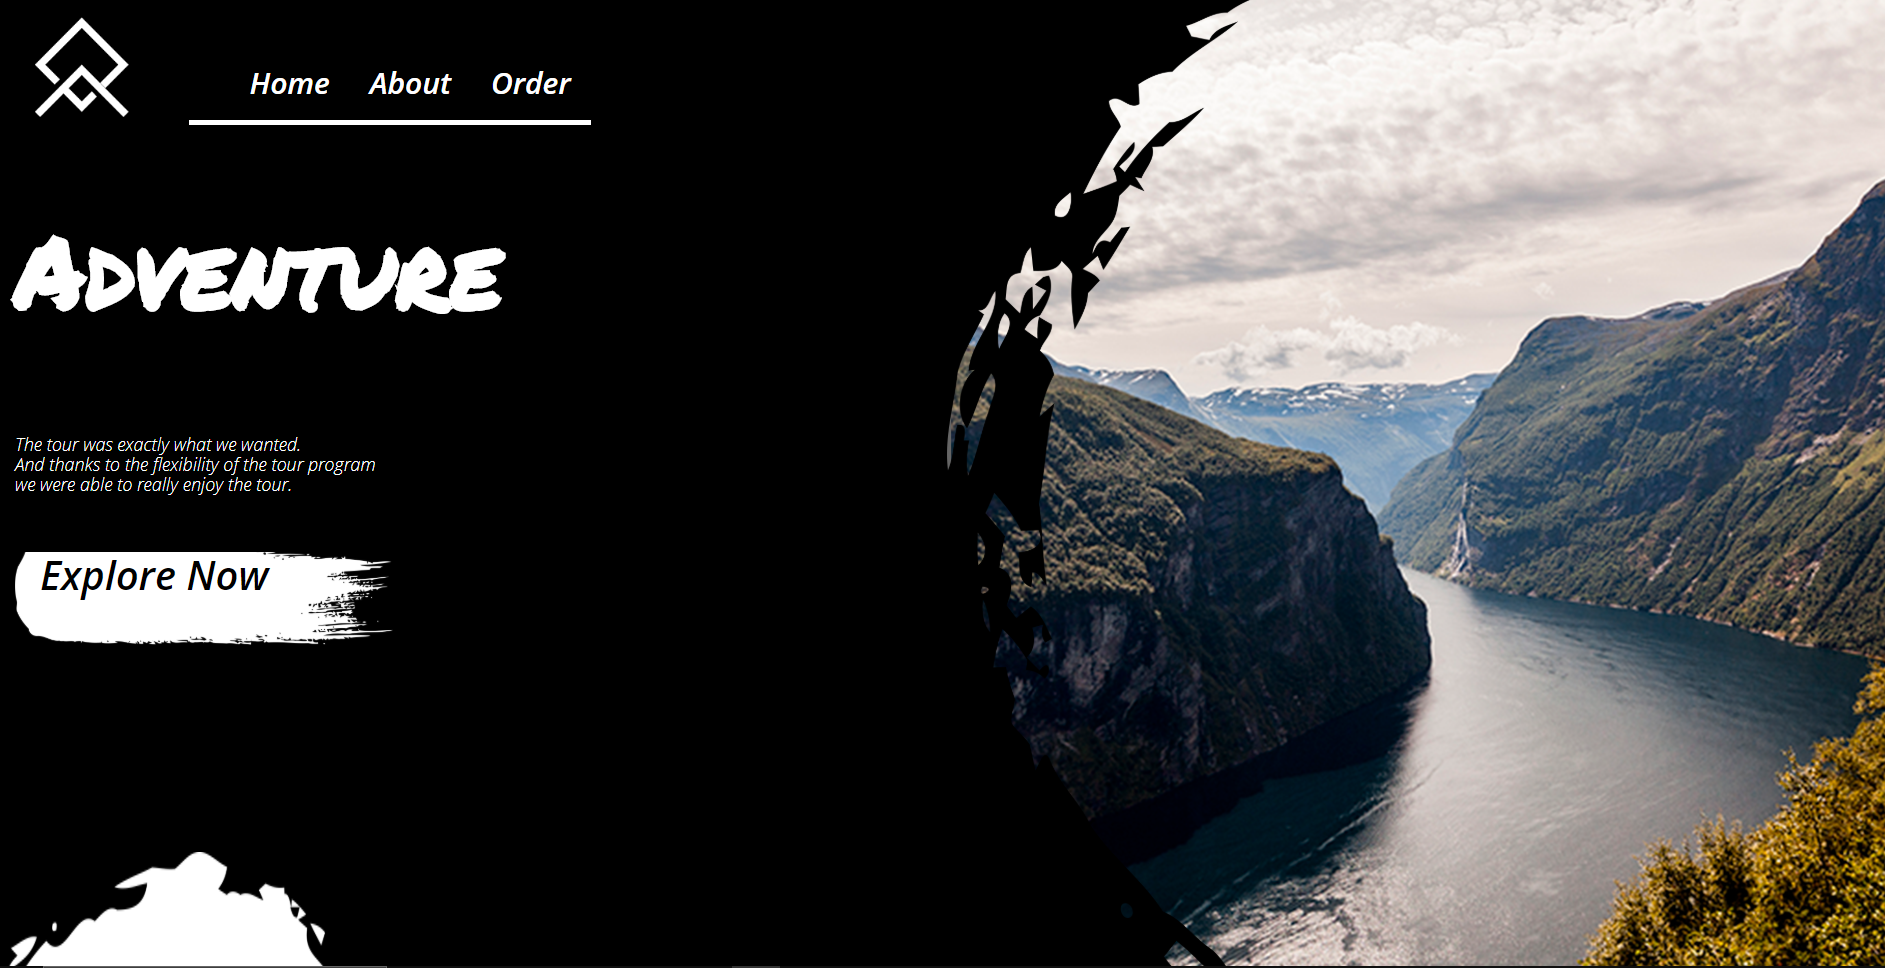 Home About Order
ADVENTURE
The tour was exactly what we wanted.
And thanks to the flexibility of the tour program
we were able to really enjoy the tour.
Explore Now